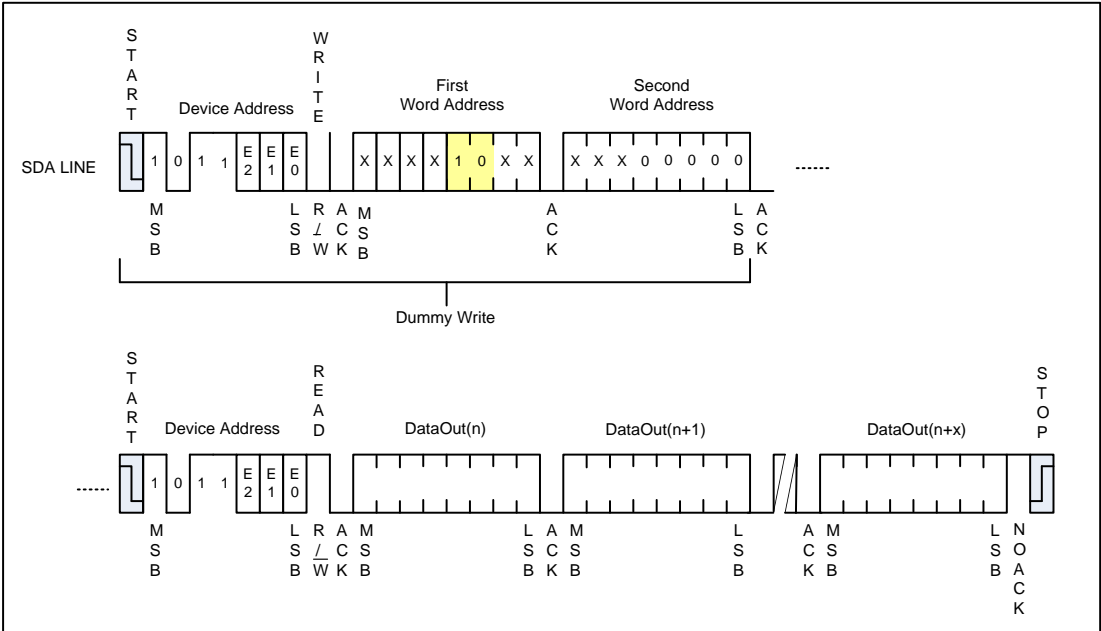 START
WRITE
Device Address
First
Word Address
Second
Word Address
SDA LINE
1 0 1 1 E2 E1 E0
X X X X 1 0 X X
X X X 0 0 0 0 0
......
MSB
LSB
R/W
ACK
MSB
ACK
LSB
ACK
Dummy Write
START
READ
STOP
Device Address
DataOut(n)
DataOut(n+1)
DataOut(n+x)
......
1 0 1 1 E2 E1 E0
MSB
LSB
R/W
ACK
MSB
LSB
ACK
MSB
LSB
ACK
MSB
LSB
NOACK